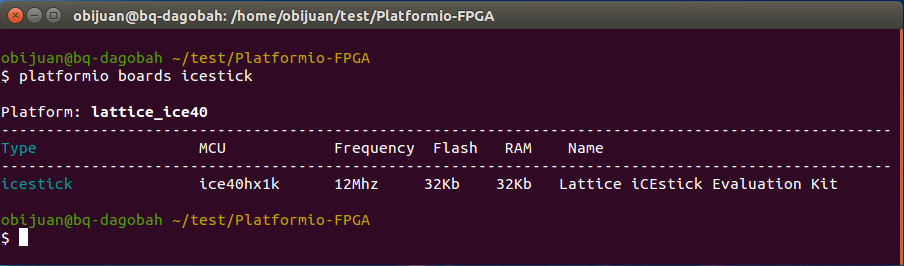 obijuan@bq-dagobah: /home/obijuan/test/Platformio-FPGA
obijuan@bq-dagobah ~/test/Platformio-FPGA
$ platformio boards icestick
Platform: lattice_ice40
---------------------------------------------------------------------------------------------------
Type MCU Frequency Flash RAM Name
---------------------------------------------------------------------------------------------------
icestick ice40hx1k 12Mhz 32Kb 32Kb Lattice iCEstick Evaluation Kit
obijuan@bq-dagobah ~/test/Platformio-FPGA
$